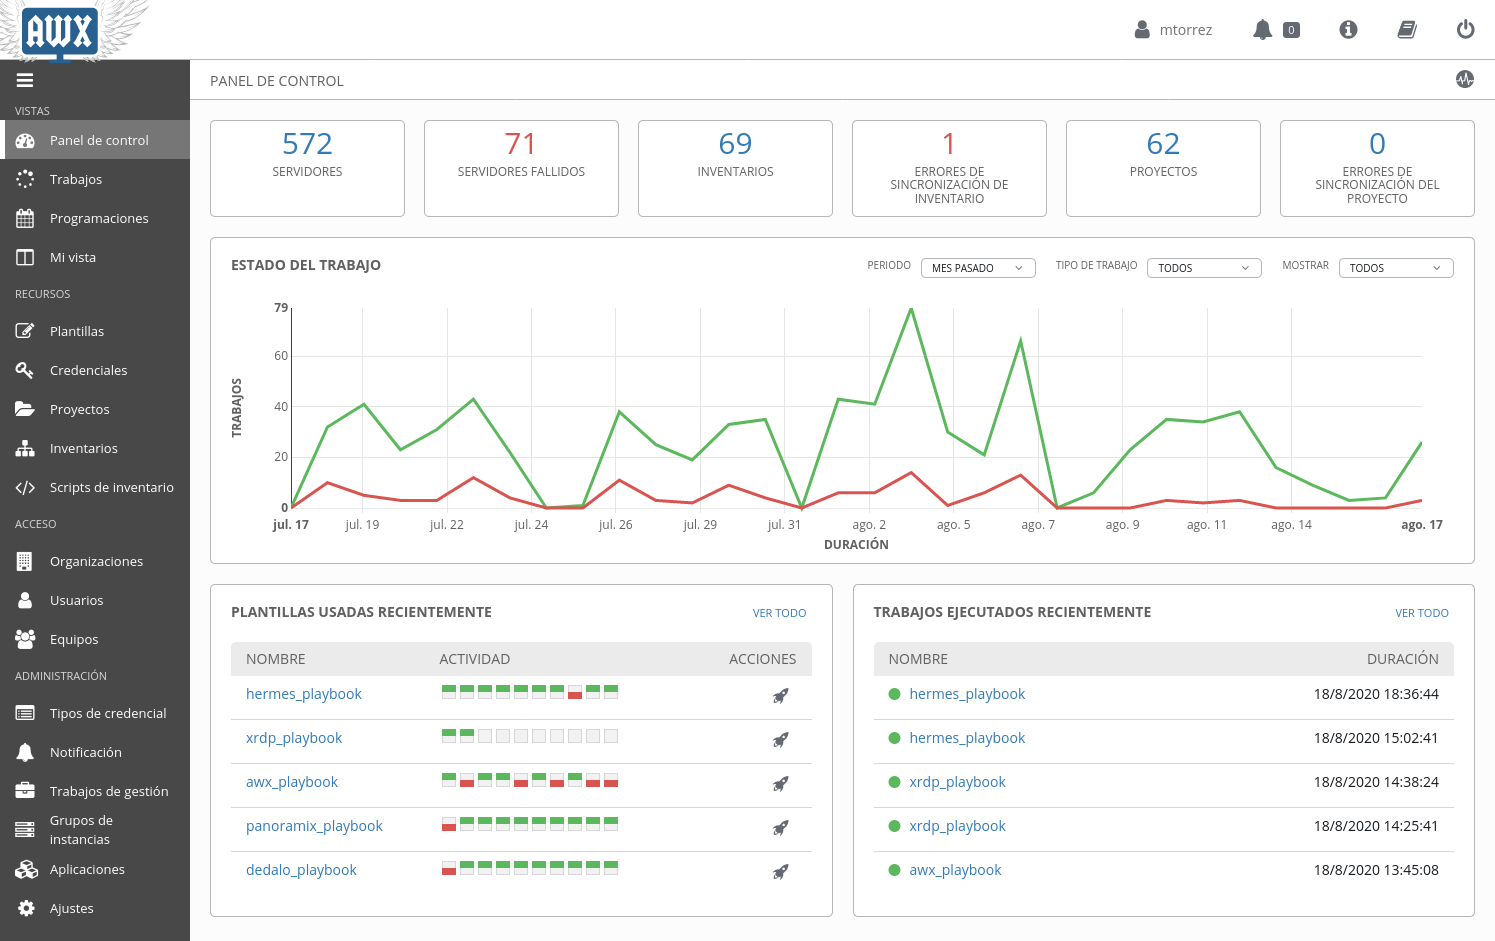 AWX
mtorrez
0
PANEL DE CONTROL
VISTAS
Panel de control
Trabajos
Programaciones
Mi vista
RECURSOS
Plantillas
Credenciales
Proyectos
Inventarios
Scripts de inventario
ACCESO
Organizaciones
Usuarios
Equipos
ADMINISTRACIÓN
Tipos de credencial
Notificación
Trabajos de gestión
Grupos de
instancias
Aplicaciones
Ajustes
572
SERVIDORES
71
SERVIDORES FALLIDOS
69
INVENTARIOS
1
ERRORES DE
SINCRONIZACIÓN DE
INVENTARIO
62
PROYECTOS
0
ERRORES DE
SINCRONIZACIÓN DEL
PROYECTO
ESTADO DEL TRABAJO
PERIODO MES PASADO TIPO DE TRABAJO TODOS MOSTRAR TODOS
79
60
40
20
0
TRABAJOS
jul. 17 jul. 19 jul. 22 jul. 24 jul. 26 jul. 29 jul. 31 ago. 2 ago. 5 ago. 7 ago. 9 ago. 11 ago. 14 ago. 17
DURACIÓN
PLANTILLAS USADAS RECIENTEMENTE VER TODO
NOMBRE ACTIVIDAD ACCIONES
hermes_playbook
xrdp_playbook
awx_playbook
panoramix_playbook
dedalo_playbook
TRABAJOS EJECUTADOS RECIENTEMENTE VER TODO
NOMBRE DURACIÓN
hermes_playbook 18/8/2020 18:36:44
hermes_playbook 18/8/2020 15:02:41
xrdp_playbook 18/8/2020 14:38:24
xrdp_playbook 18/8/2020 14:25:41
awx_playbook 18/8/2020 13:45:08